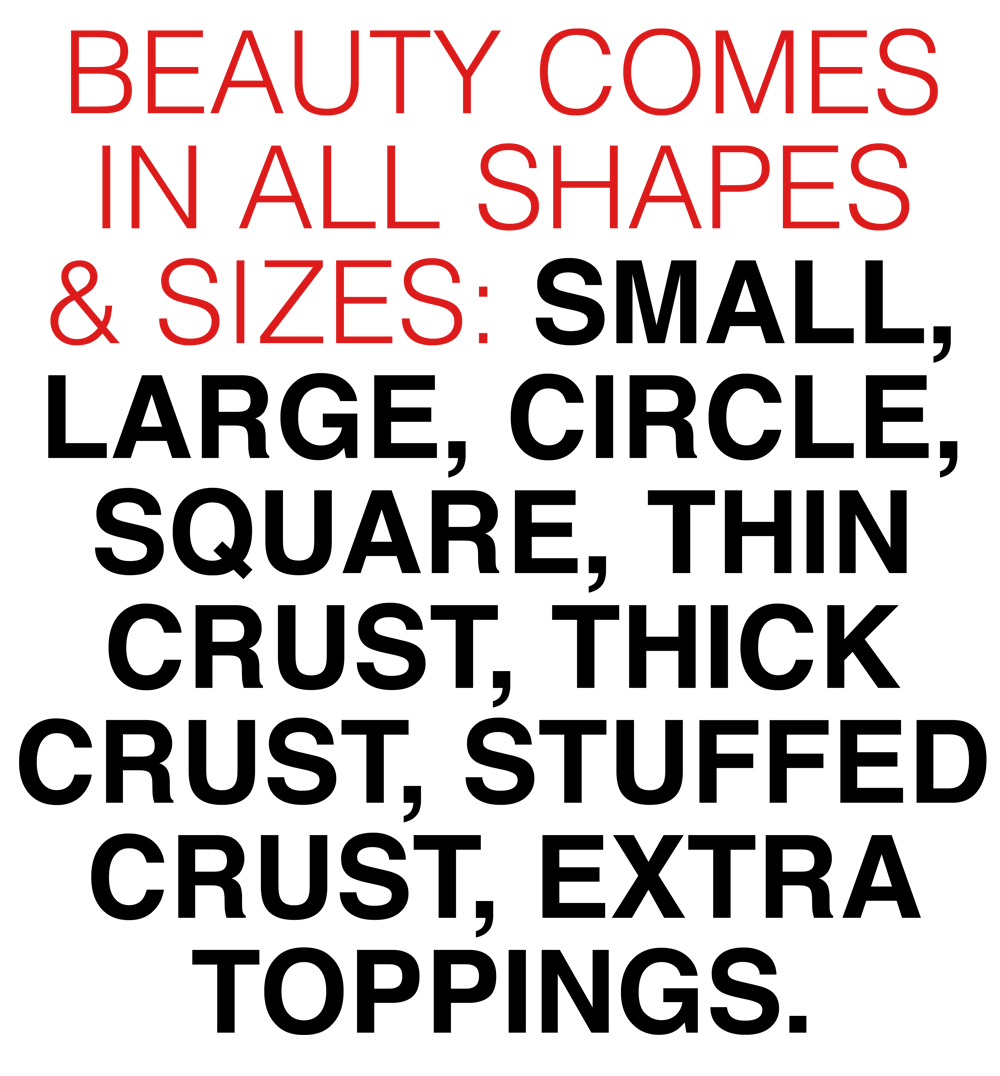 BEAUTY COMES
IN ALL SHAPES
& SIZES: SMALL,
LARGE, CIRCLE,
SQUARE, THIN
CRUST, THICK
CRUST, STUFFED
CRUST, EXTRA
TOPPINGS.